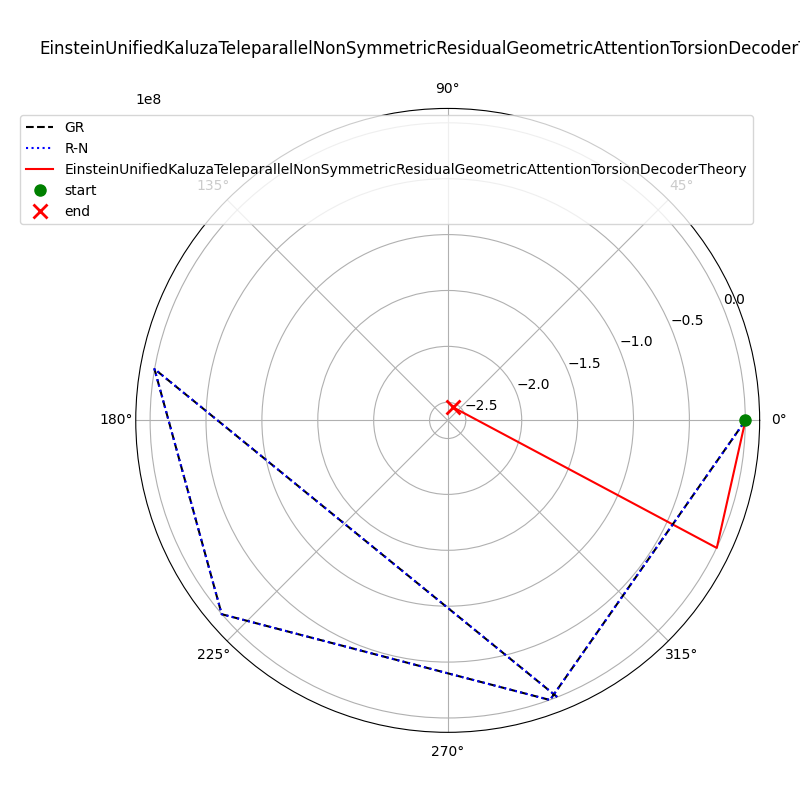 EinsteinUnifiedKaluzaTeleparallelNonSymmetricResidualGeometricAttentionTorsionDecoder
90°
1e8
GR
R-N
EinsteinUnifiedKaluzaTeleparallelNonSymmetricResidualGeometricAttentionTorsionDecoderTheory
135°
45°
start
end
0.0
−0.5
−1.0
−1.5
−2.0
−2.5
180°
0°
225°
315°
270°